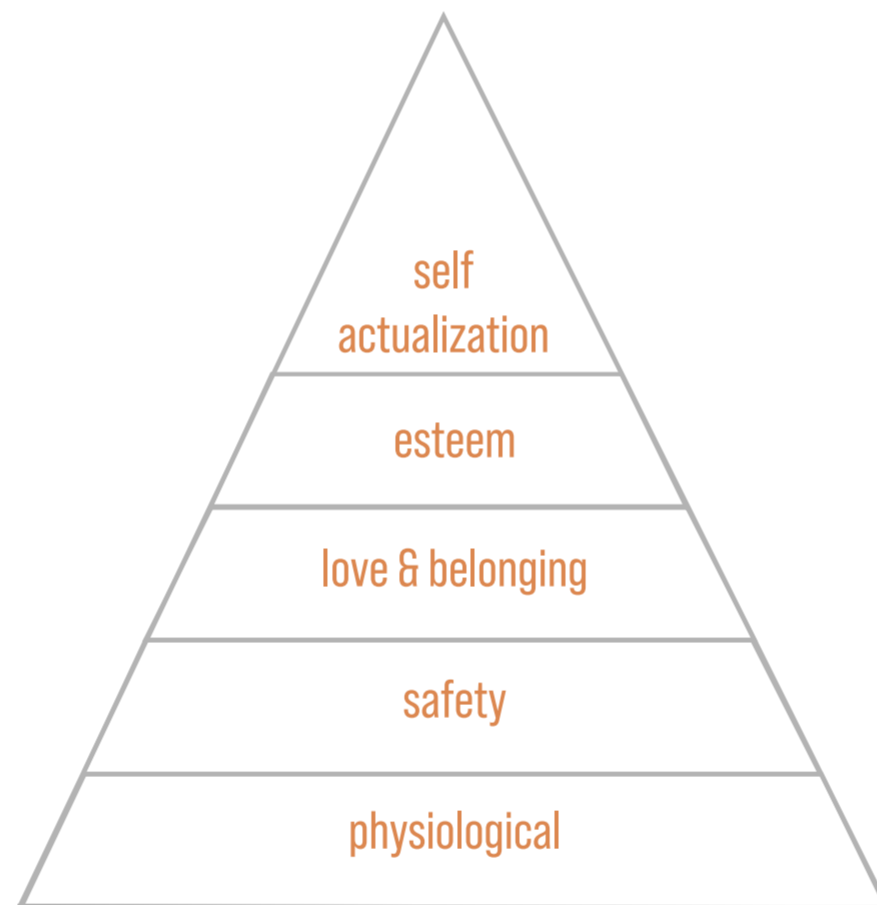 self
actualization
esteem
love & belonging
safety
physiological